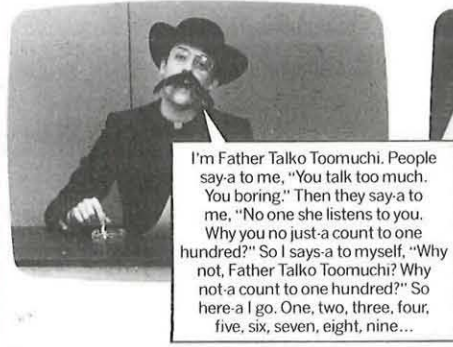 I'm Father Talko Toomuchi. People
say-a to me, "You talk too much.
You boring." Then they say-a to
me, "No one she listens to you.
Why you no just-a count to one
hundred?" So I says-a to myself, "Why
not, Father Talko Toomuchi? Why
not-a count to one hundred?" So
here-a I go. One, two, three, four,
five, six, seven, eight, nine...